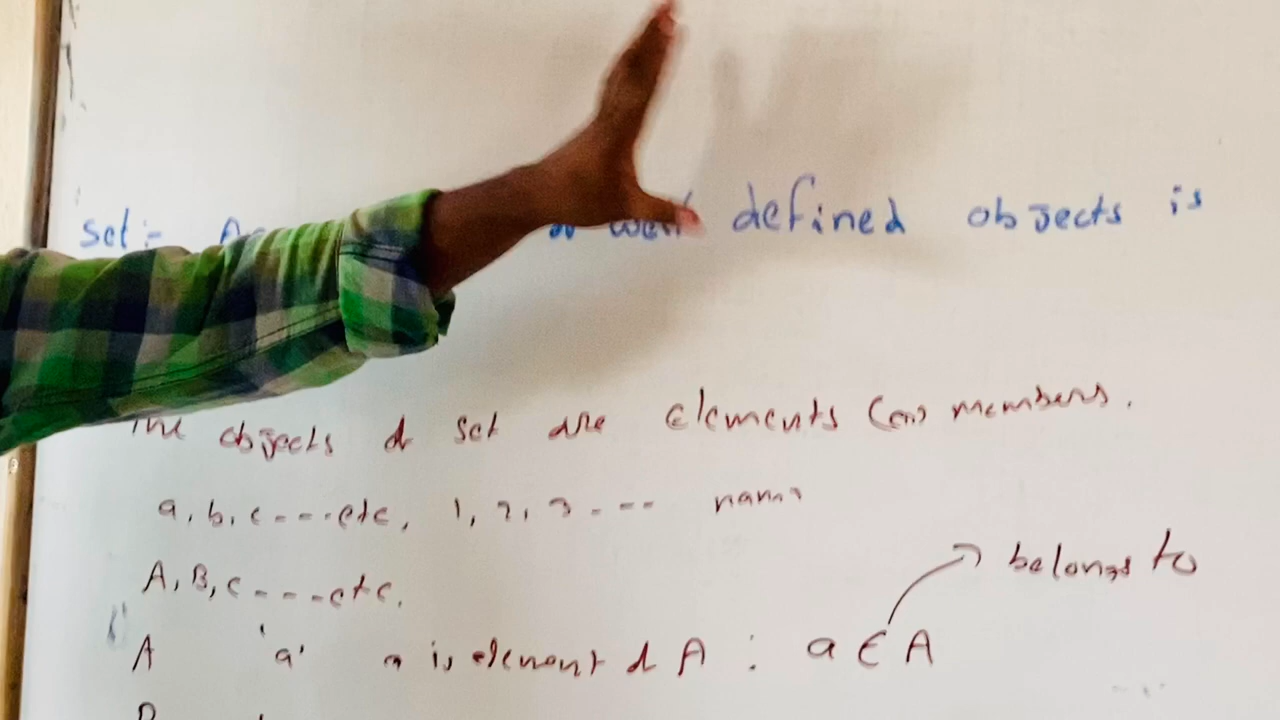 set:- defined objects is
The objects of set are elements (or) members.
a, b, c ----etc, 1, 2, 3 ---- name
A, B, C ----etc.
belongs to
A 'a' a is element of A : a ∈ A
B